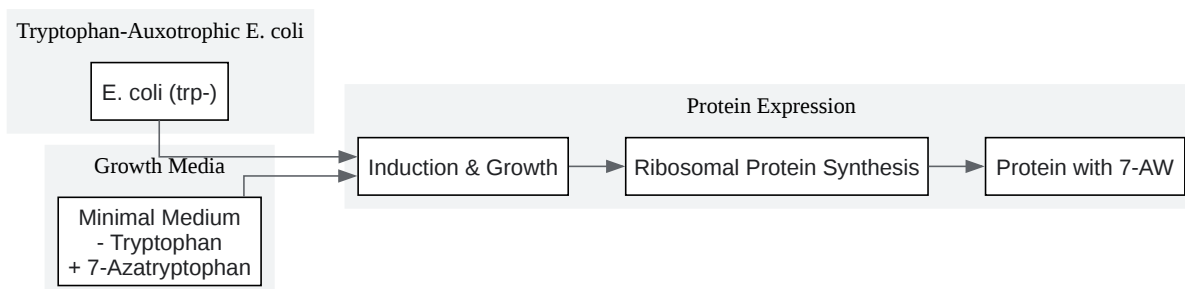 Tryptophan-Auxotrophic E. coli
E. coli (trp-)
Growth Media
Minimal Medium
- Tryptophan
+ 7-Azatryptophan
Protein Expression
Induction & Growth
Ribosomal Protein Synthesis
Protein with 7-AW